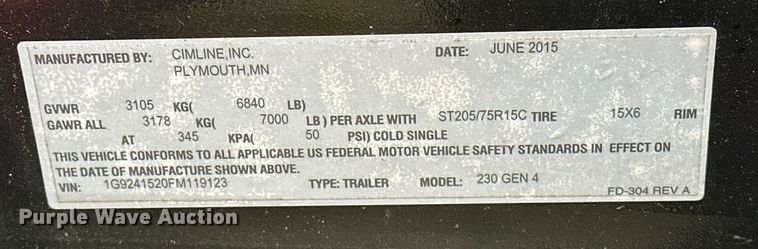 MANUFACTURED BY: CIMLINE,INC. DATE: JUNE 2015
PLYMOUTH,MN
GVWR 3105 KG( 6840 LB)
GAWR ALL 3178 KG( 7000 LB ) PER AXLE WITH ST205/75R15C TIRE 15X6 RIM
AT 345 KPA( 50 PSI) COLD SINGLE
THIS VEHICLE CONFORMS TO ALL APPLICABLE US FEDERAL MOTOR VEHICLE SAFETY STANDARDS IN EFFECT ON
THE DATE OF MANUFACTURE SHOWN ABOVE.
VIN: 1G9241520FM119123 TYPE: TRAILER MODEL: 230 GEN 4
FD-304 REV A
Purple Wave Auction